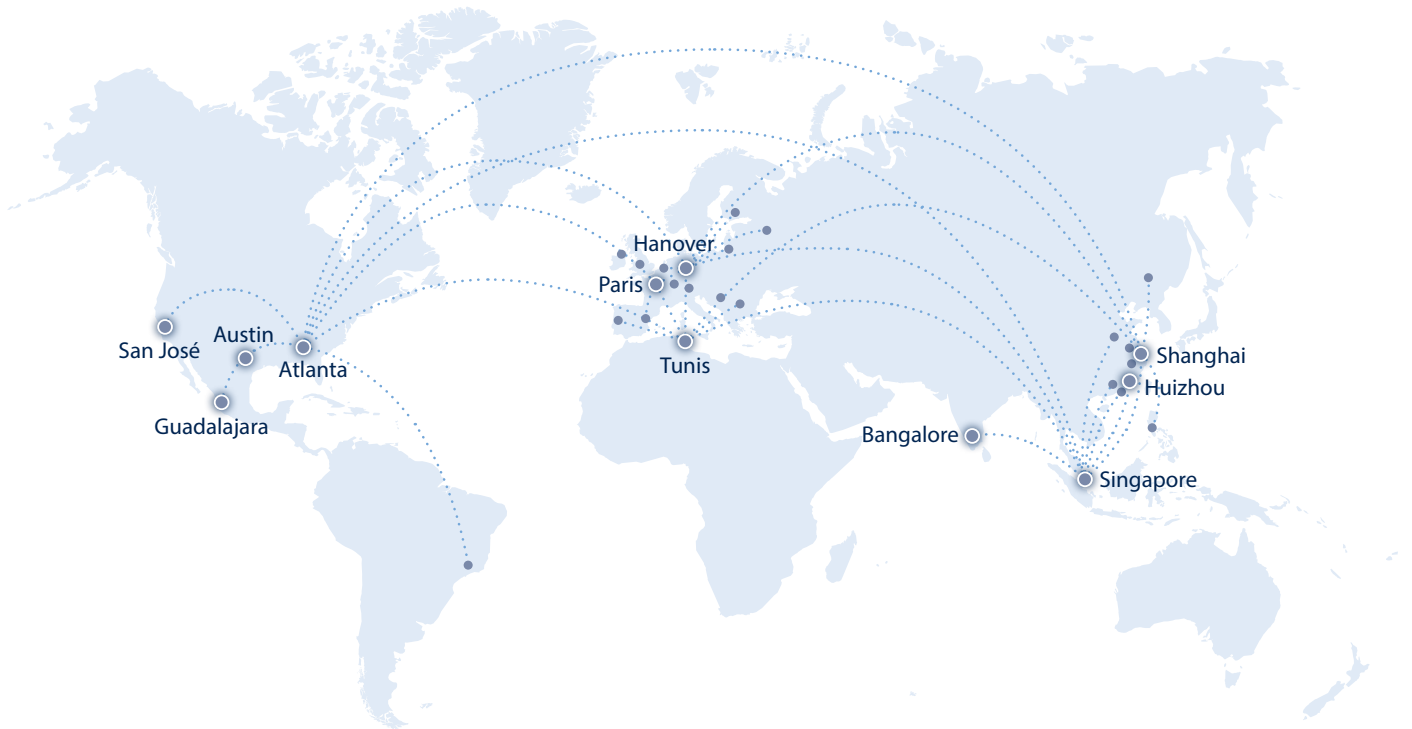 Hanover
Paris
Austin
San José
Atlanta
Tunis
Shanghai
Huizhou
Guadalajara
Bangalore
Singapore